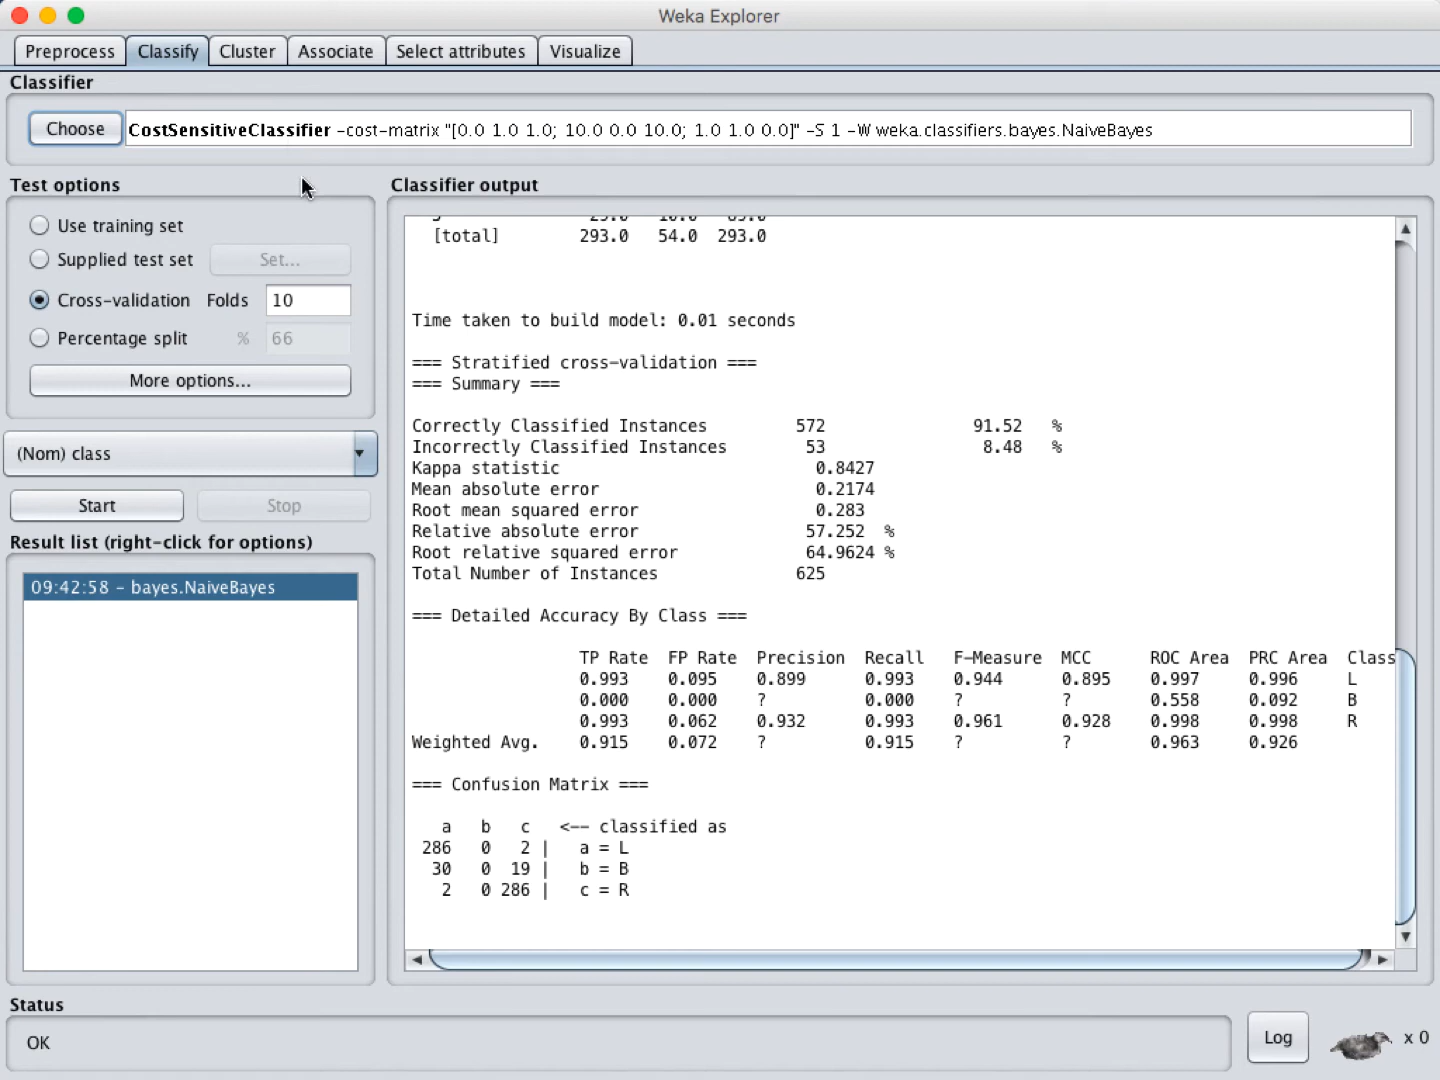 Weka Explorer
Preprocess Classify Cluster Associate Select attributes Visualize
Classifier
Choose CostSensitiveClassifier -cost-matrix "[0.0 1.0 1.0; 10.0 0.0 10.0; 1.0 1.0 0.0]" -S 1 -W weka.classifiers.bayes.NaiveBayes
Test options
Use training set
Supplied test set Set...
Cross-validation Folds 10
Percentage split % 66
More options...
(Nom) class
Start Stop
Result list (right-click for options)
09:42:58 - bayes.NaiveBayes
Classifier output
[total] 293.0 54.0 293.0
Time taken to build model: 0.01 seconds
=== Stratified cross-validation ===
=== Summary ===
Correctly Classified Instances 572 91.52 %
Incorrectly Classified Instances 53 8.48 %
Kappa statistic 0.8427
Mean absolute error 0.2174
Root mean squared error 0.283
Relative absolute error 57.252 %
Root relative squared error 64.9624 %
Total Number of Instances 625
=== Detailed Accuracy By Class ===
TP Rate FP Rate Precision Recall F-Measure MCC ROC Area PRC Area Class
0.993 0.095 0.899 0.993 0.944 0.895 0.997 0.996 L
0.000 0.000 ? 0.000 ? ? 0.558 0.092 B
0.993 0.062 0.932 0.993 0.961 0.928 0.998 0.998 R
Weighted Avg. 0.915 0.072 ? 0.915 ? ? 0.963 0.926
=== Confusion Matrix ===
a b c <-- classified as
286 0 2 | a = L
30 0 19 | b = B
2 0 286 | c = R
Status
OK
Log
x 0